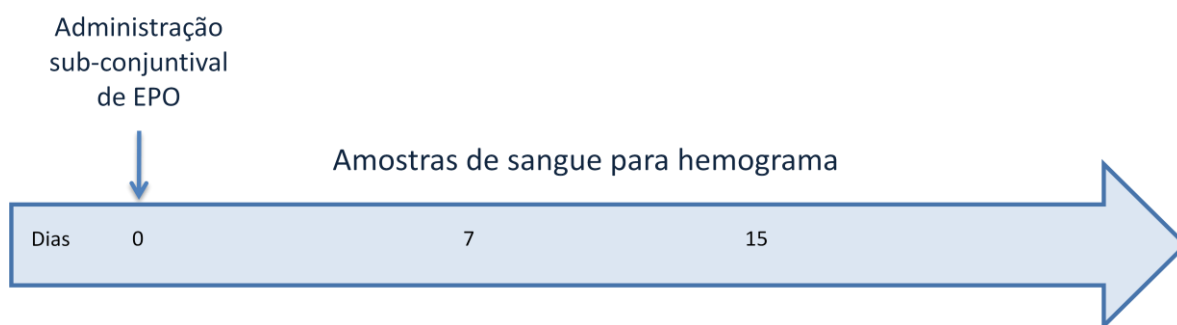 Administração
sub-conjuntival
de EPO
Amostras de sangue para hemograma
Dias 0 7 15